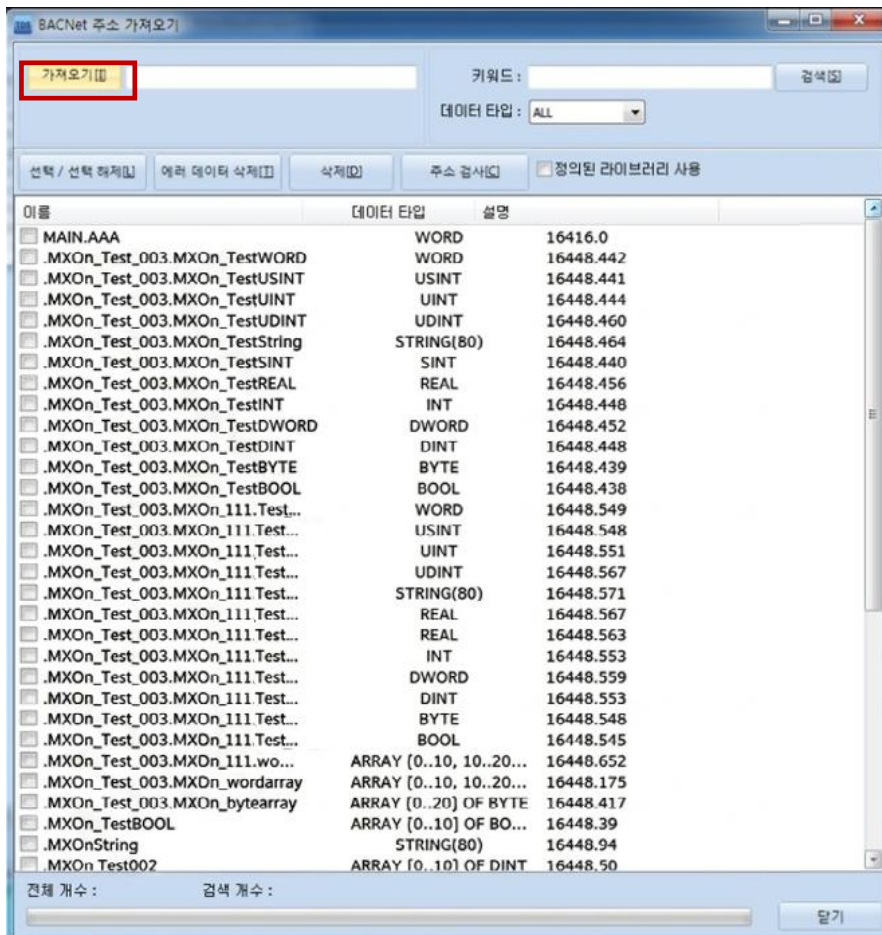 BACNet 주소 가져오기
가져오기[I]
키워드 :
검색[S]
데이터 타입 : ALL
선택 / 선택 해제[L] 에러 데이터 삭제[T] 삭제[D] 주소 검사[C] 정의된 라이브러리 사용
이름 데이터 타입 설명
MAIN.AAA WORD 16416.0
.MXOn_Test_003.MXOn_TestWORD WORD 16448.442
.MXOn_Test_003.MXOn_TestUSINT USINT 16448.441
.MXOn_Test_003.MXOn_TestUINT UINT 16448.444
.MXOn_Test_003.MXOn_TestUDINT UDINT 16448.460
.MXOn_Test_003.MXOn_TestString STRING(80) 16448.464
.MXOn_Test_003.MXOn_TestSINT SINT 16448.440
.MXOn_Test_003.MXOn_TestREAL REAL 16448.456
.MXOn_Test_003.MXOn_TestINT INT 16448.448
.MXOn_Test_003.MXOn_TestDWORD DWORD 16448.452
.MXOn_Test_003.MXOn_TestDINT DINT 16448.448
.MXOn_Test_003.MXOn_TestBYTE BYTE 16448.439
.MXOn_Test_003.MXOn_TestBOOL BOOL 16448.438
.MXOn_Test_003.MXOn_111.Test... WORD 16448.549
.MXOn_Test_003.MXOn_111.Test... USINT 16448.548
.MXOn_Test_003.MXOn_111.Test... UINT 16448.551
.MXOn_Test_003.MXOn_111.Test... UDINT 16448.567
.MXOn_Test_003.MXOn_111.Test... STRING(80) 16448.571
.MXOn_Test_003.MXOn_111.Test... REAL 16448.567
.MXOn_Test_003.MXOn_111.Test... REAL 16448.563
.MXOn_Test_003.MXOn_111.Test... INT 16448.553
.MXOn_Test_003.MXOn_111.Test... DWORD 16448.559
.MXOn_Test_003.MXOn_111.Test... DINT 16448.553
.MXOn_Test_003.MXOn_111.Test... BYTE 16448.548
.MXOn_Test_003.MXDn_111.Test... BOOL 16448.545
.MXOn_Test_003.MXDn_111.wo... ARRAY [0..10, 10..20... 16448.652
.MXOn_Test_003.MXDn_wordarray ARRAY [0..10, 10..20... 16448.175
.MXOn_Test_003.MXOn_bytearray ARRAY [0..20] OF BYTE 16448.417
.MXOn_TestBOOL ARRAY [0..10] OF BO... 16448.39
.MXOnString STRING(80) 16448.94
.MXOn Test002 ARRAY [0..10] OF DINT 16448.50
전체 개수 : 검색 개수 :
닫기